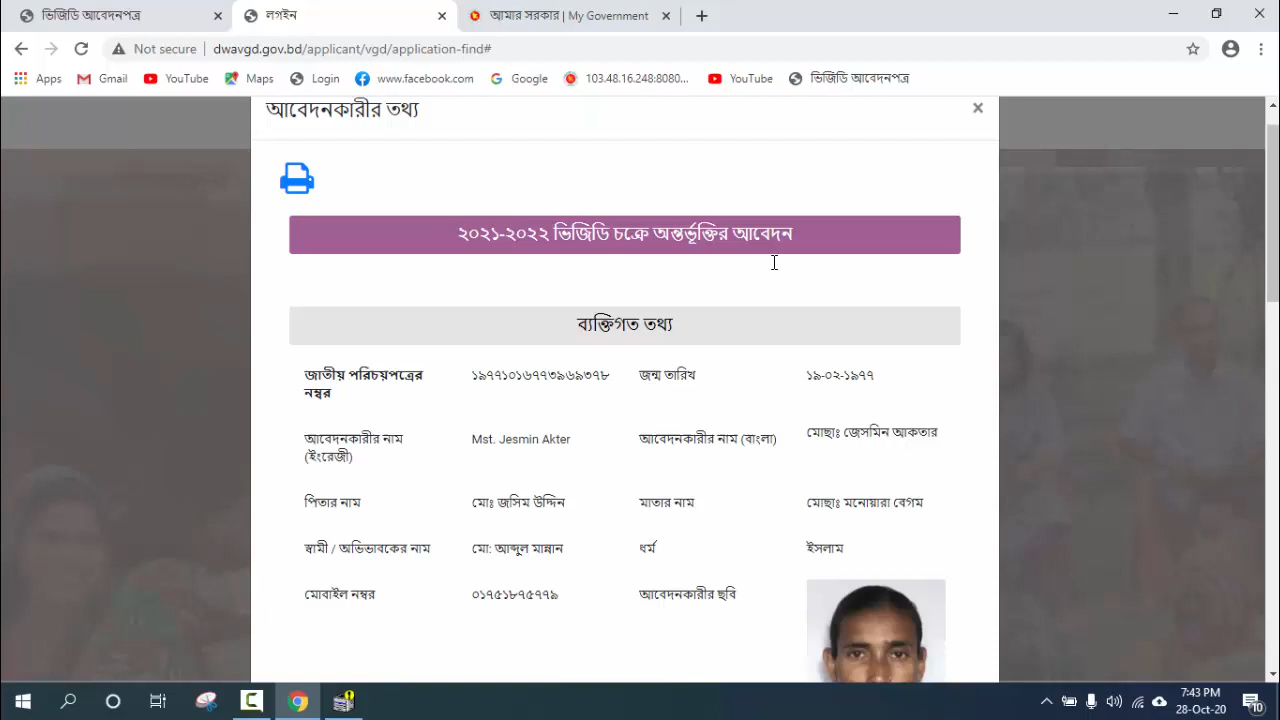 ভিজিডি আবেদনপত্র
লগইন
আমার সরকার | My Government
Not secure | dwavgd.gov.bd/applicant/vgd/application-find#
Apps Gmail YouTube Maps Login www.facebook.com Google 103.48.16.248:8080... YouTube ভিজিডি আবেদনপত্র
আবেদনকারীর তথ্য
২০২১-২০২২ ভিজিডি চক্রে অন্তর্ভূক্তির আবেদন
ব্যক্তিগত তথ্য
জাতীয় পরিচয়পত্রের নম্বর ১৯৭৭১০১৬৭৭৩৯৬৯৩৭৮ জন্ম তারিখ ১৯-০২-১৯৭৭
আবেদনকারীর নাম (ইংরেজী) Mst. Jesmin Akter আবেদনকারীর নাম (বাংলা) মোছাঃ জেসমিন আকতার
পিতার নাম মোঃ জসিম উদ্দিন মাতার নাম মোছাঃ মনোয়ারা বেগম
স্বামী / অভিভাবকের নাম মো: আব্দুল মান্নান ধর্ম ইসলাম
মোবাইল নম্বর ০১৭৫১৮৭৫৭৭৯ আবেদনকারীর ছবি
7:43 PM
28-Oct-20
10